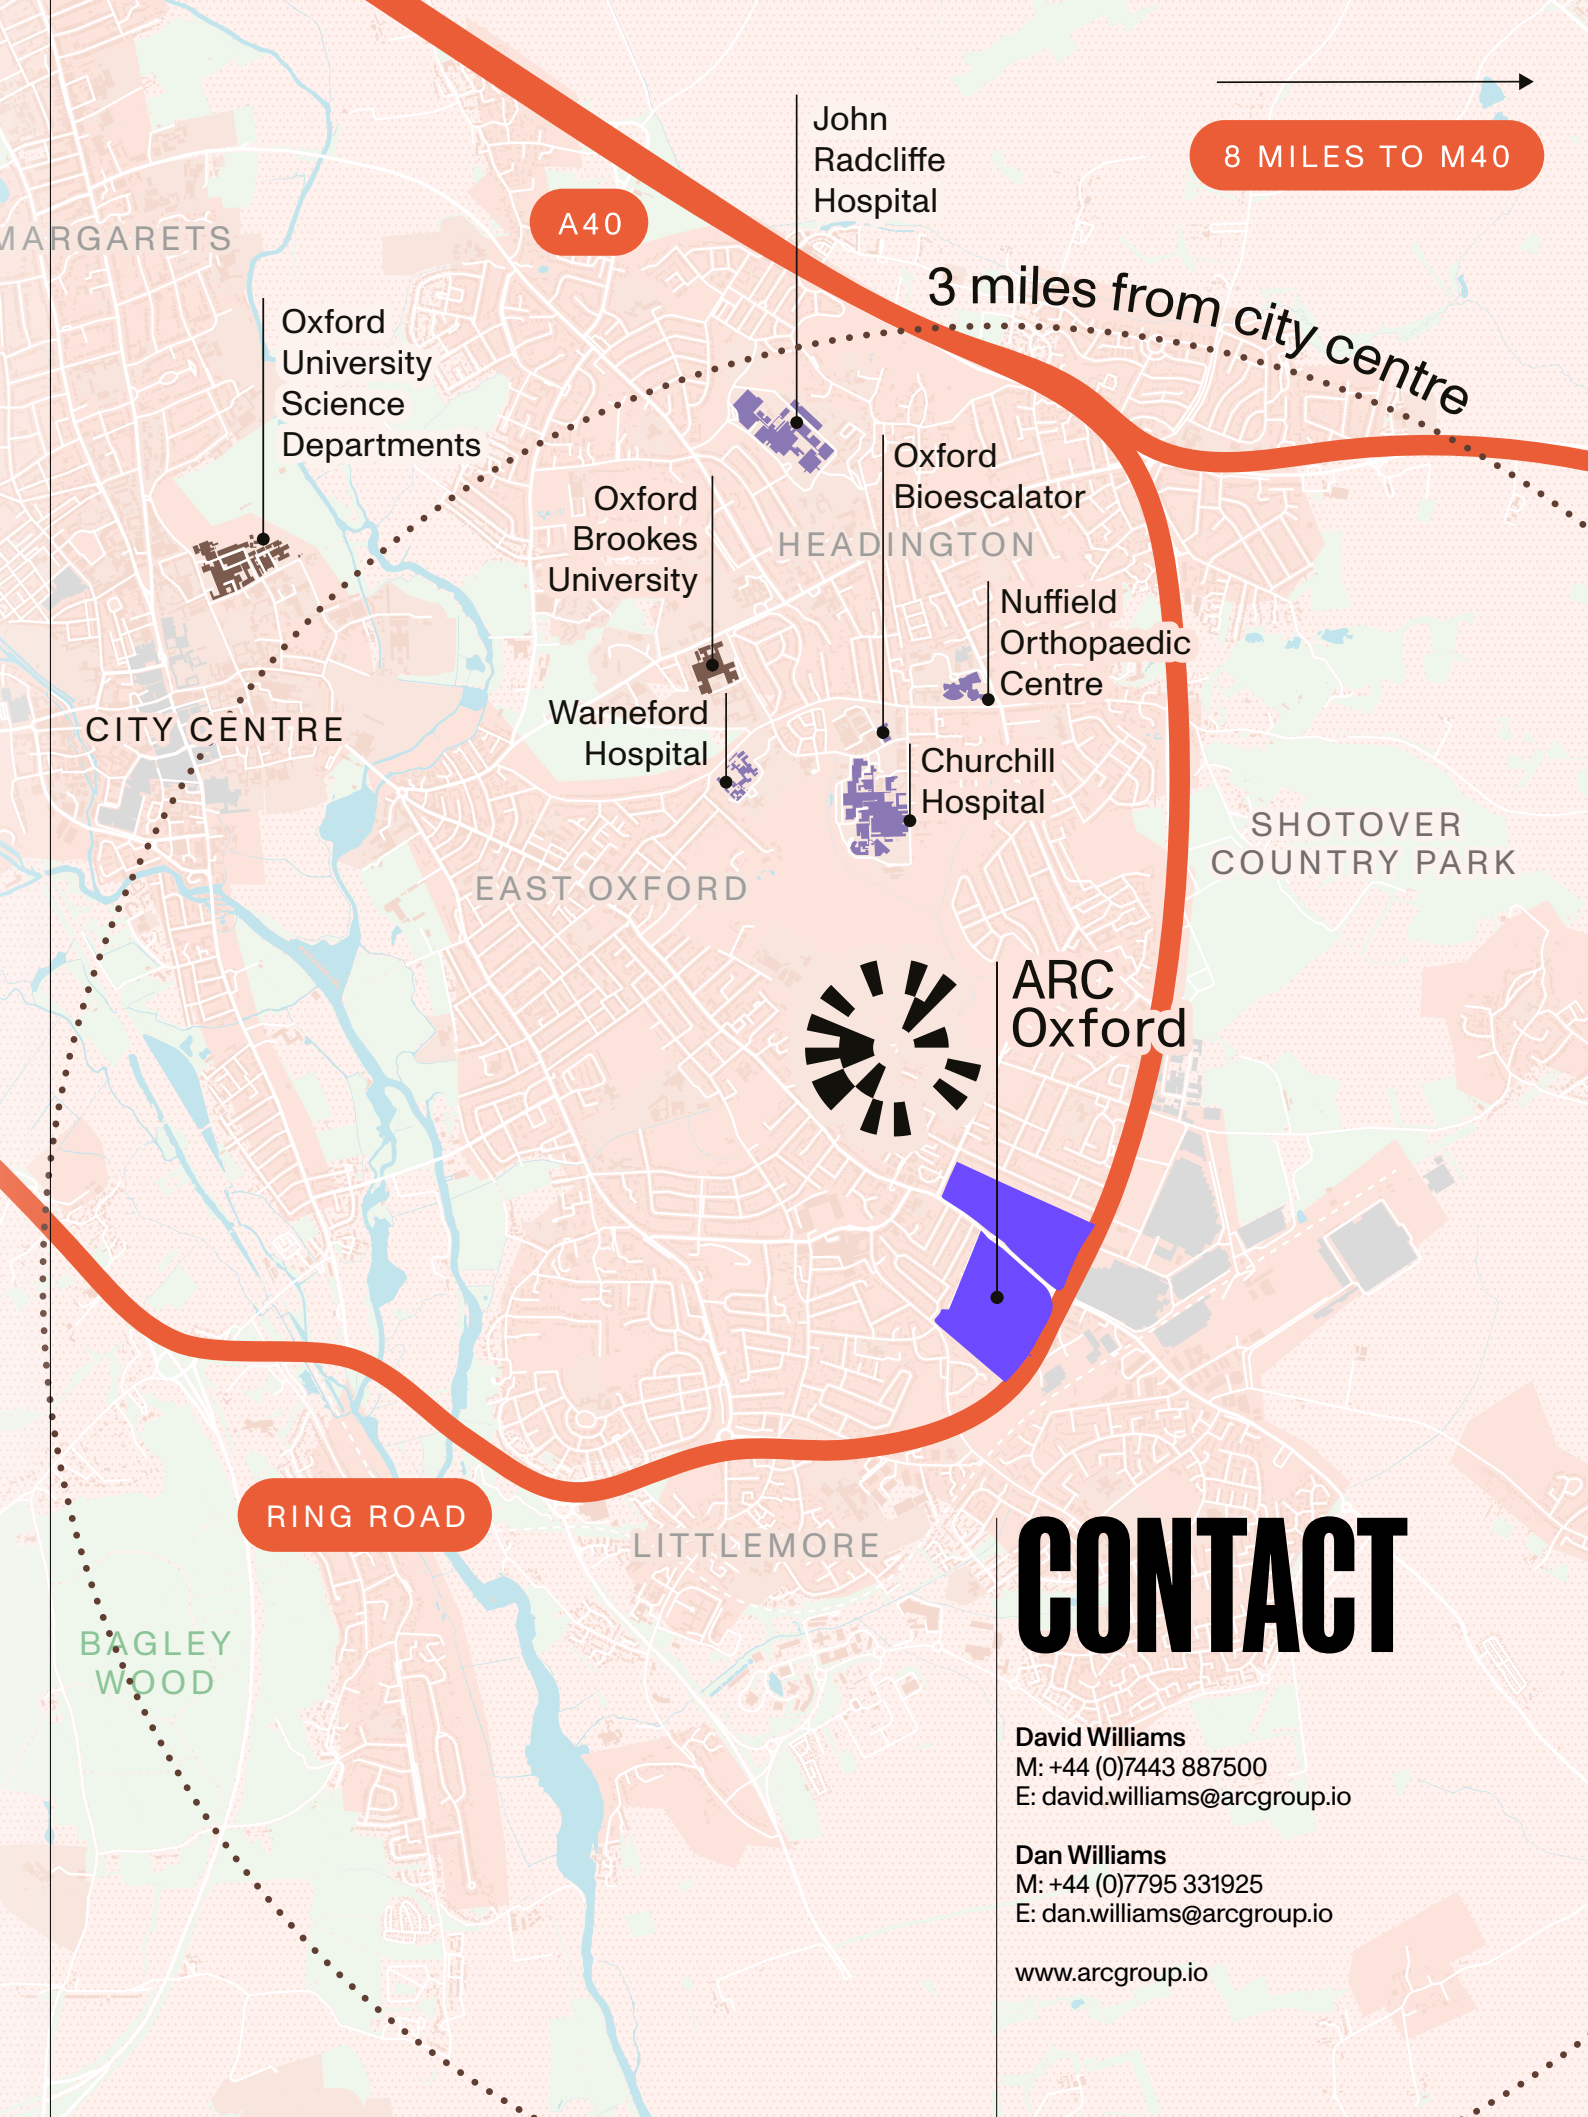 8 MILES TO M40
John
Radcliffe
Hospital
A40
MARGARETS
3 miles from city centre
Oxford
University
Science
Departments
Oxford
Bioescalator
Oxford
Brookes
University
HEADINGTON
Nuffield
Orthopaedic
Centre
Warneford
Hospital
CITY CENTRE
Churchill
Hospital
SHOTOVER
COUNTRY PARK
EAST OXFORD
ARC
Oxford
RING ROAD
LITTLEMORE
BAGLEY
WOOD
CONTACT
David Williams
M: +44 (0)7443 887500
E: david.williams@arcgroup.io
Dan Williams
M: +44 (0)7795 331925
E: dan.williams@arcgroup.io
www.arcgroup.io